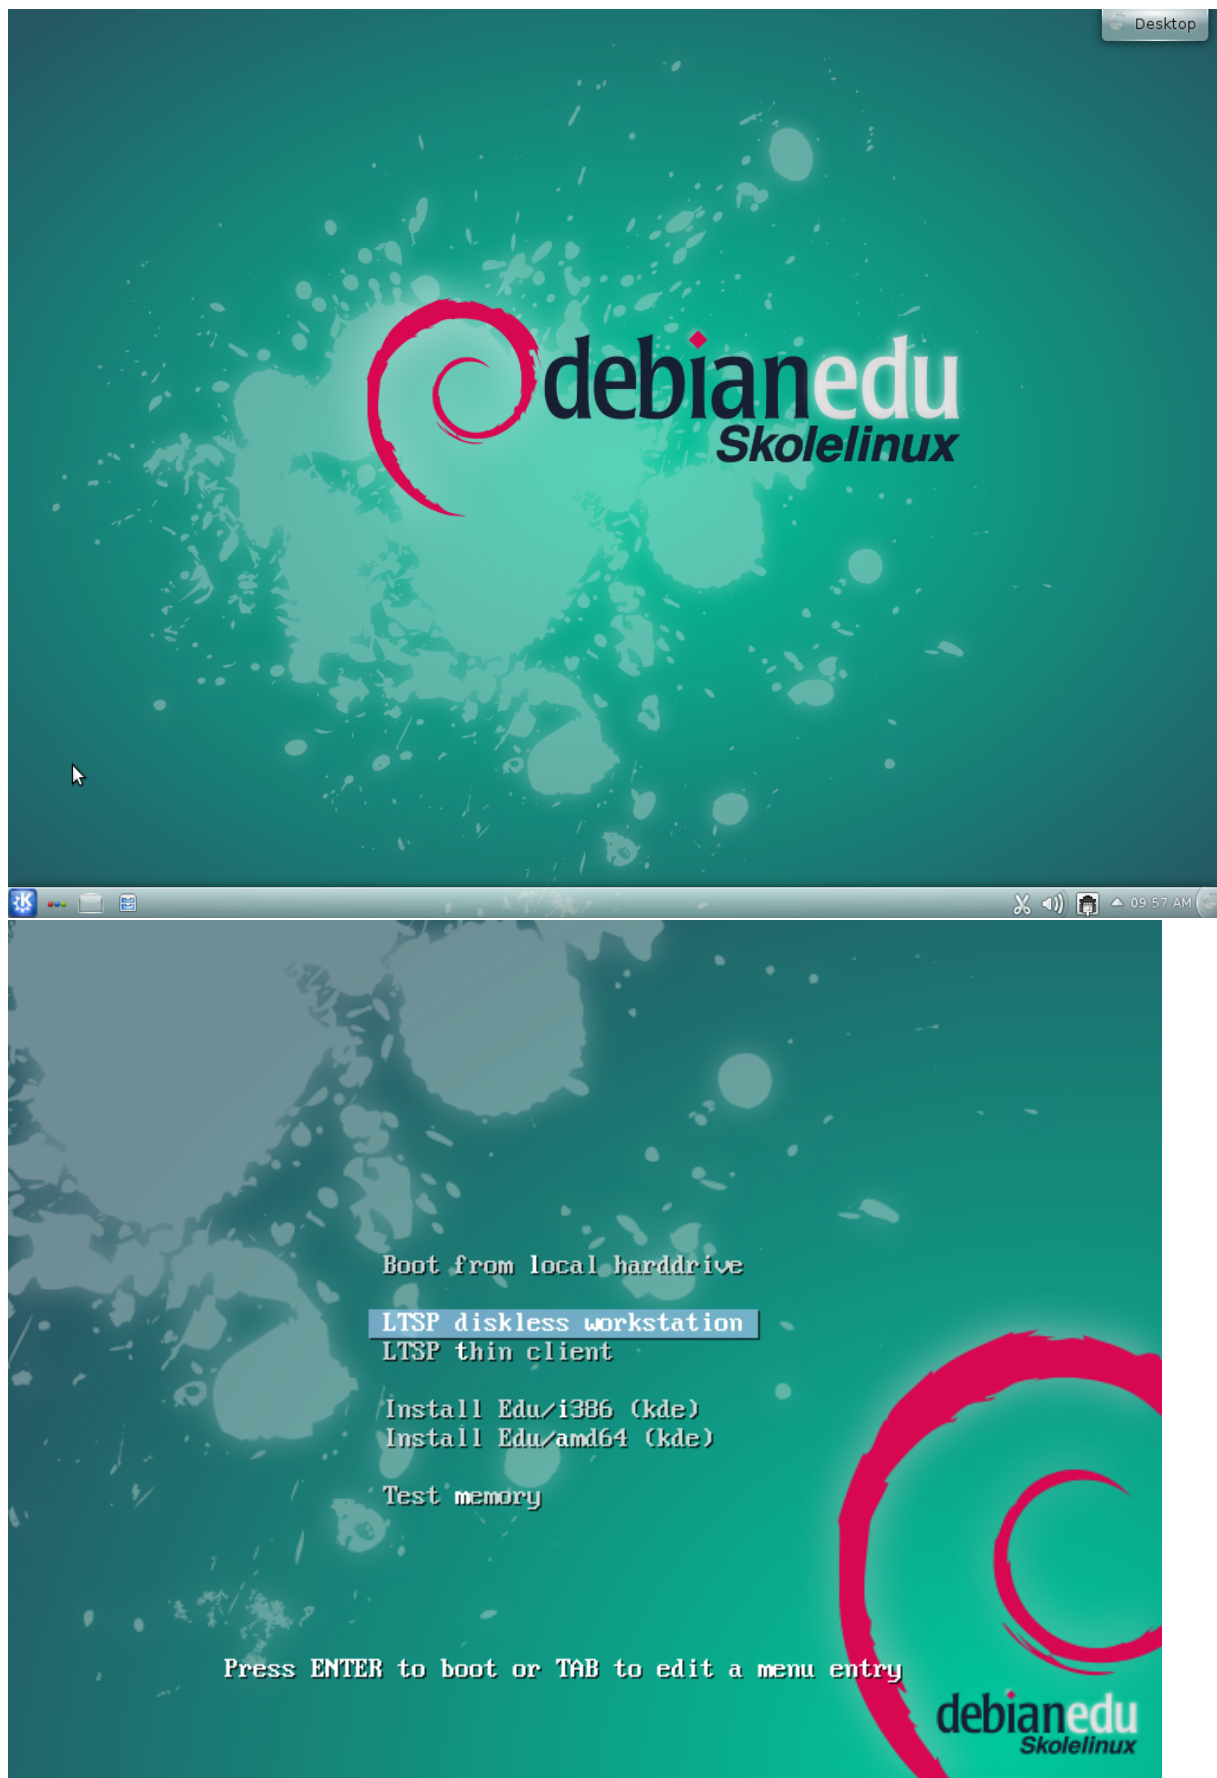 Desktop
debianedu
Skolelinux
09:57 AM
Boot from local harddrive
LTSP diskless workstation
LTSP thin client
Install Edu/i386 (kde)
Install Edu/amd64 (kde)
Test memory
Press ENTER to boot or TAB to edit a menu entry
debianedu
Skolelinux